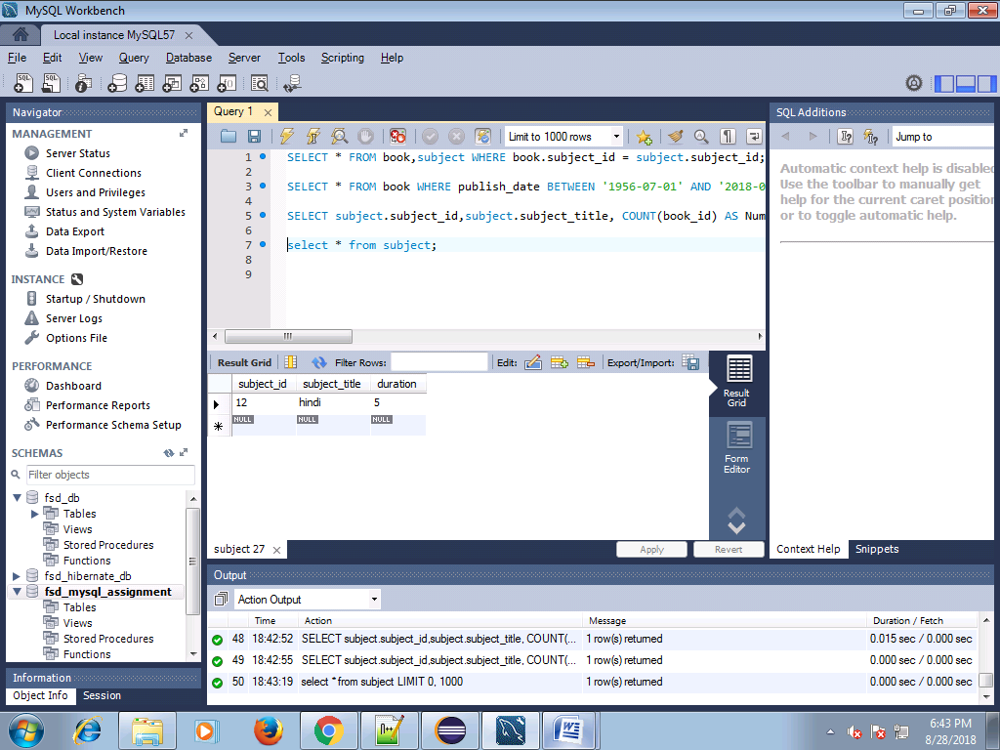 MySQL Workbench
Local instance MySQL57
File Edit View Query Database Server Tools Scripting Help
Navigator
MANAGEMENT
Server Status
Client Connections
Users and Privileges
Status and System Variables
Data Export
Data Import/Restore
INSTANCE
Startup / Shutdown
Server Logs
Options File
PERFORMANCE
Dashboard
Performance Reports
Performance Schema Setup
SCHEMAS
Filter objects
fsd_db
Tables
Views
Stored Procedures
Functions
fsd_hibernate_db
fsd_mysql_assignment
Tables
Views
Stored Procedures
Functions
Information
Object Info Session
Query 1
Limit to 1000 rows
1 SELECT * FROM book,subject WHERE book.subject_id = subject.subject_id;
2
3 SELECT * FROM book WHERE publish_date BETWEEN '1956-07-01' AND '2018-0
4
5 SELECT subject.subject_id,subject.subject_title, COUNT(book_id) AS Num
6
7 select * from subject;
8
9
Result Grid Filter Rows: Edit: Export/Import:
subject_id subject_title duration
12 hindi 5
NULL NULL NULL
Result Grid
Form Editor
subject 27
Apply Revert
SQL Additions
Jump to
Automatic context help is disabled
Use the toolbar to manually get
help for the current caret position
or to toggle automatic help.
Context Help Snippets
Output
Action Output
Time Action Message Duration / Fetch
48 18:42:52 SELECT subject.subject_id,subject.subject_title, COUNT(... 1 row(s) returned 0.015 sec / 0.000 sec
49 18:42:55 SELECT subject.subject_id,subject.subject_title, COUNT(... 1 row(s) returned 0.000 sec / 0.000 sec
50 18:43:19 select * from subject LIMIT 0, 1000 1 row(s) returned 0.000 sec / 0.000 sec
6:43 PM
8/28/2018